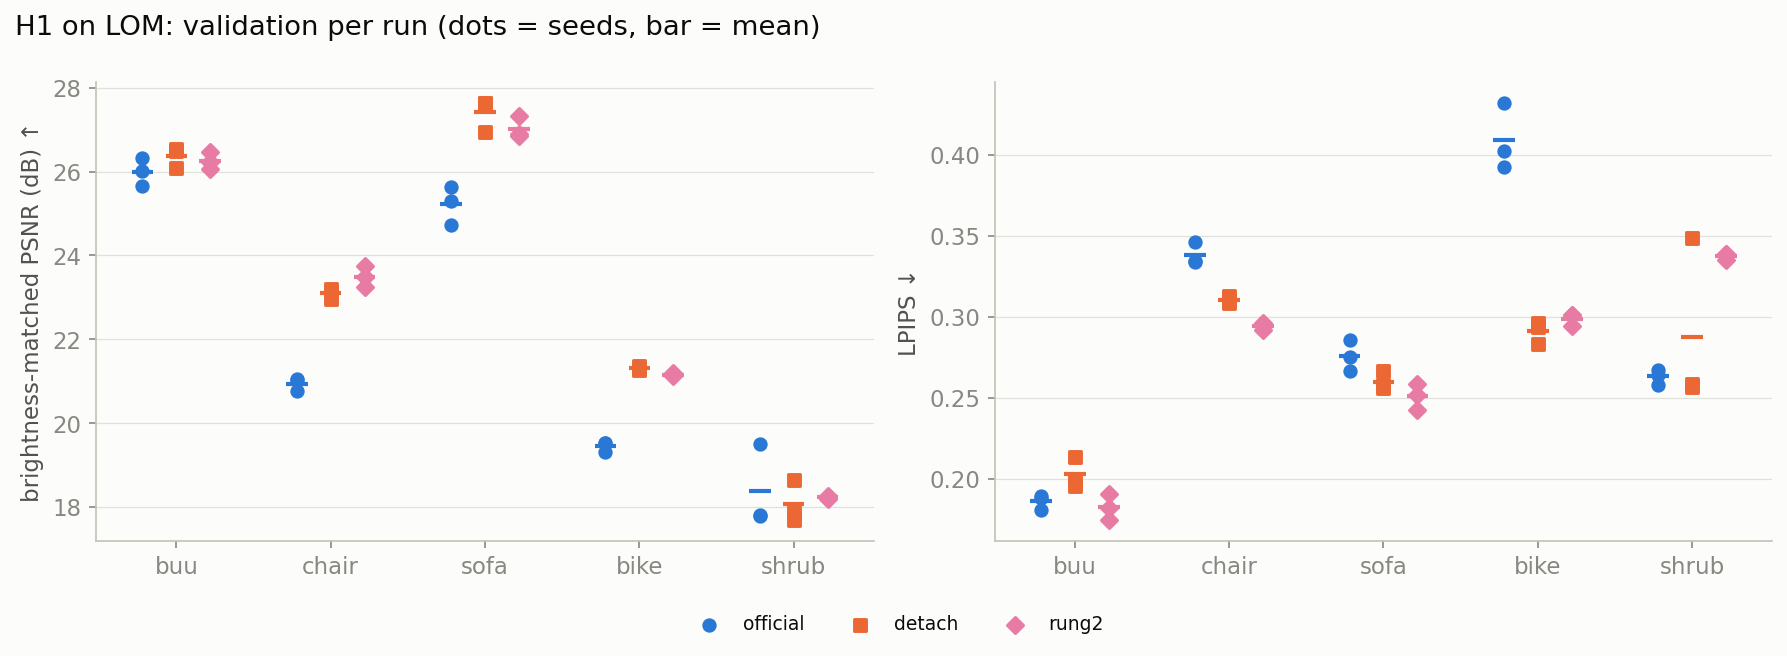 H1 on LOM: validation per run (dots = seeds, bar = mean)
brightness-matched PSNR (dB) ↑
28
26
24
22
20
18
buu
chair
sofa
bike
shrub
LPIPS ↓
0.40
0.35
0.30
0.25
0.20
buu
chair
sofa
bike
shrub
official
detach
rung2